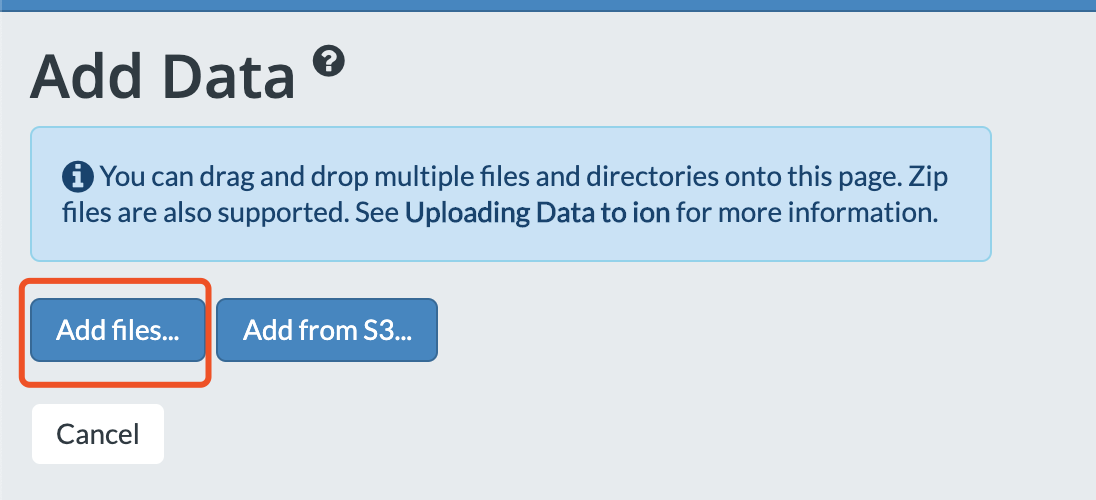 Add Data ?
You can drag and drop multiple files and directories onto this page. Zip
files are also supported. See Uploading Data to ion for more information.
Add files... Add from S3...
Cancel